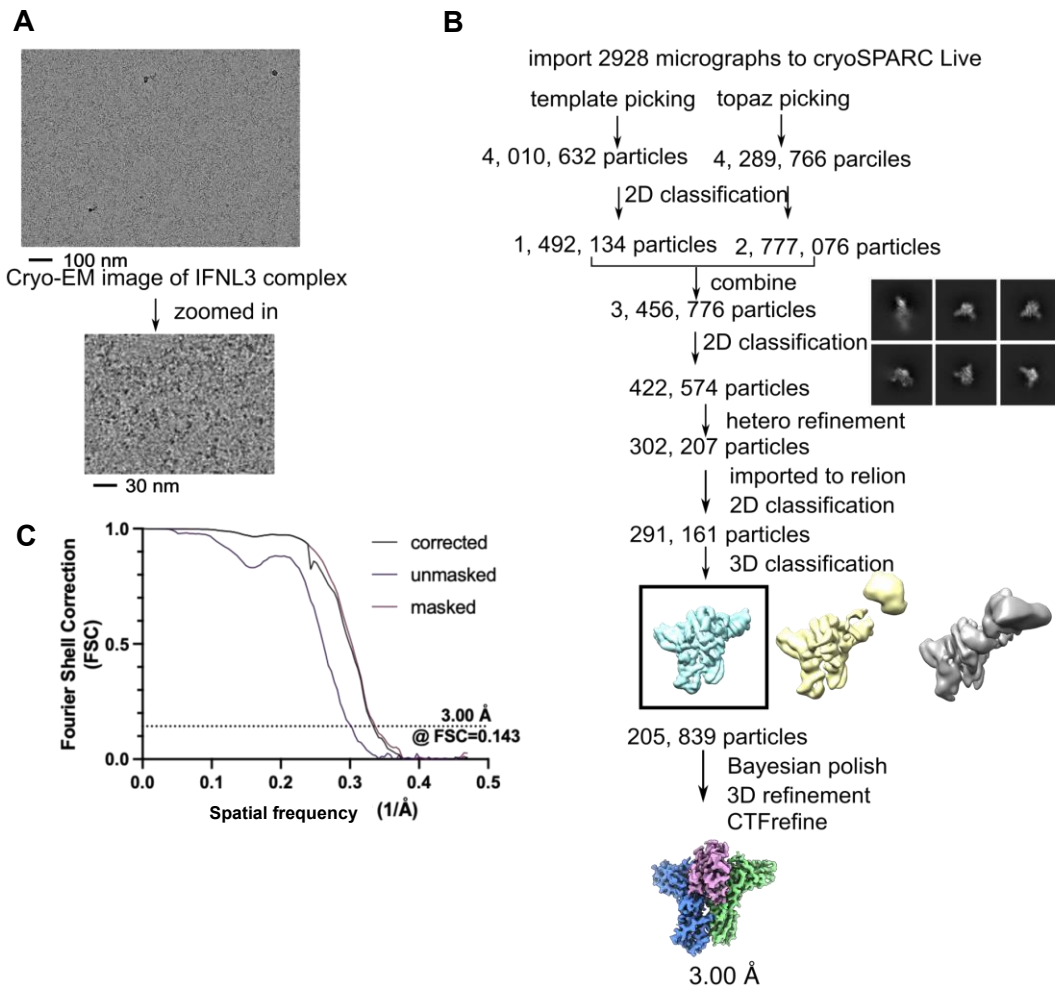 A
100 nm
Cryo-EM image of IFNL3 complex
zoomed in
30 nm
B
import 2928 micrographs to cryoSPARC Live
template picking topaz picking
4, 010, 632 particles 4, 289, 766 parciles
2D classification
1, 492, 134 particles 2, 777, 076 particles
combine
3, 456, 776 particles
2D classification
422, 574 particles
hetero refinement
302, 207 particles
imported to relion
2D classification
291, 161 particles
3D classification
205, 839 particles
Bayesian polish
3D refinement
CTFrefine
3.00 Å
C
Fourier Shell Correction
(FSC)
1.0
0.5
0.0
corrected
unmasked
masked
3.00 Å
@ FSC=0.143
0.0 0.1 0.2 0.3 0.4 0.5
Spatial frequency (1/Å)